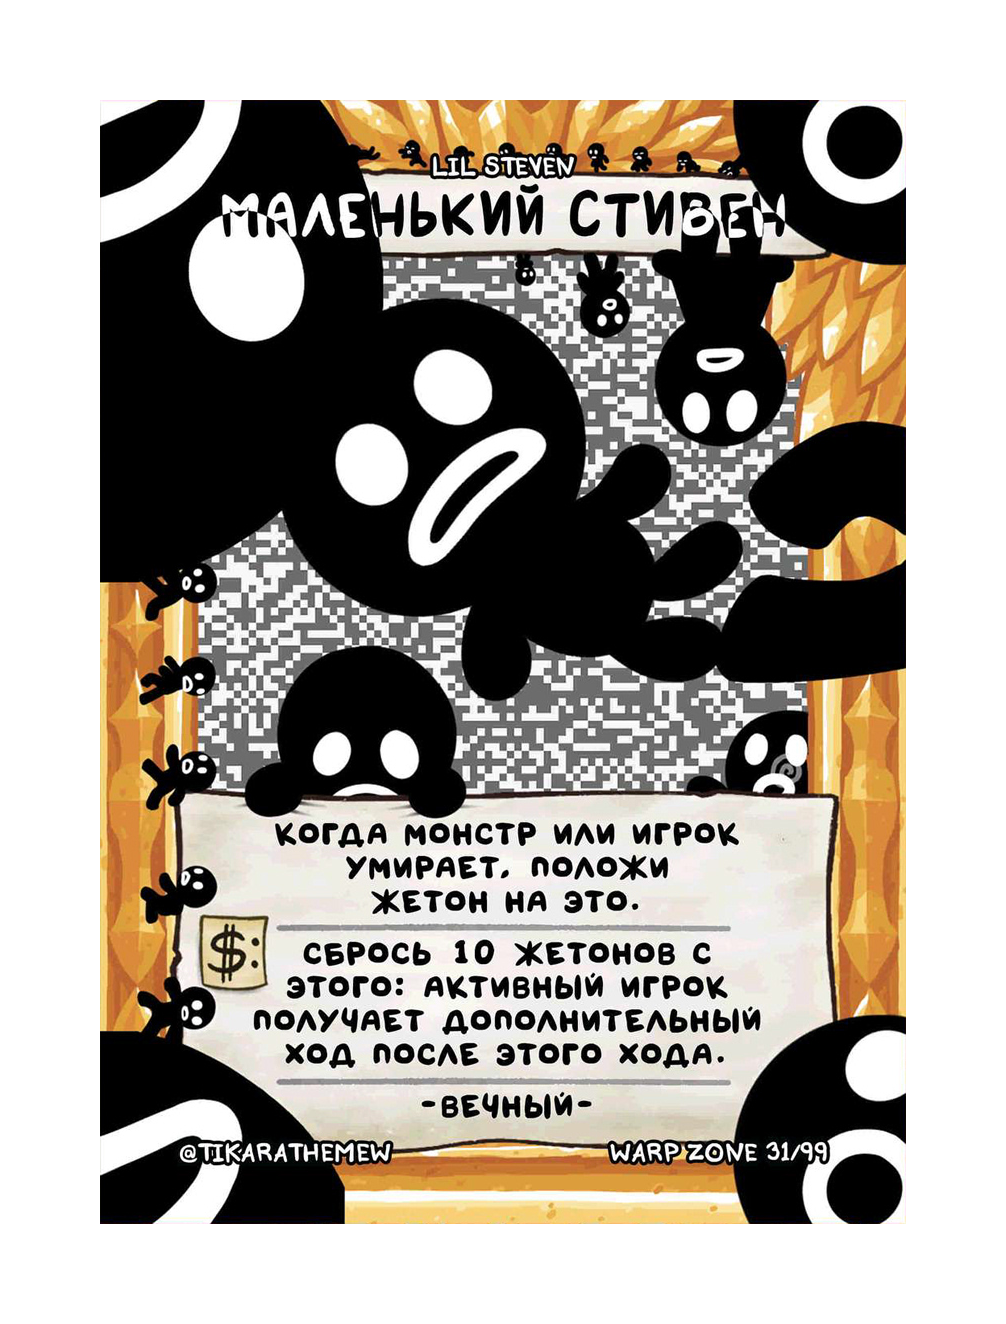 LIL STEVEN
МАЛЕНЬКИЙ СТИВЕН
КОГДА МОНСТР ИЛИ ИГРОК
УМИРАЕТ, ПОЛОЖИ
ЖЕТОН НА ЭТО.
$:
СБРОСЬ 10 ЖЕТОНОВ С
ЭТОГО: АКТИВНЫЙ ИГРОК
ПОЛУЧАЕТ ДОПОЛНИТЕЛЬНЫЙ
ХОД ПОСЛЕ ЭТОГО ХОДА.
-ВЕЧНЫЙ-
@TIKARATHEMEW
WARP ZONE 31/99